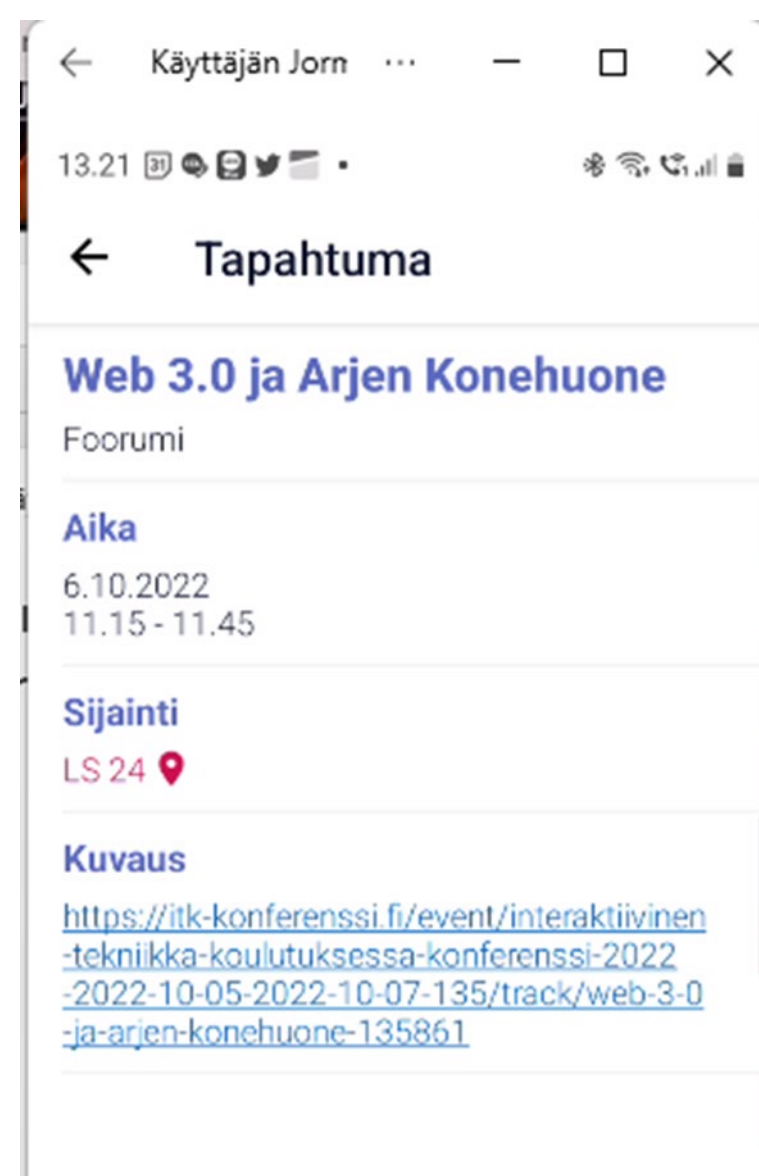 Käyttäjän Jorm ...
13.21 31
Tapahtuma
Web 3.0 ja Arjen Konehuone
Foorumi
Aika
6.10.2022
11.15 - 11.45
Sijainti
LS 24
Kuvaus
https://itk-konferenssi.fi/event/interaktiivinen
-tekniikka-koulutuksessa-konferenssi-2022
-2022-10-05-2022-10-07-135/track/web-3-0
-ja-arjen-konehuone-135861